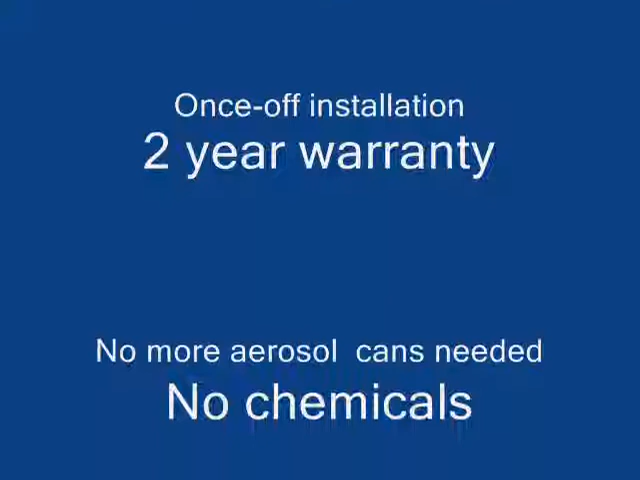 Once-off installation
2 year warranty
No more aerosol cans needed
No chemicals